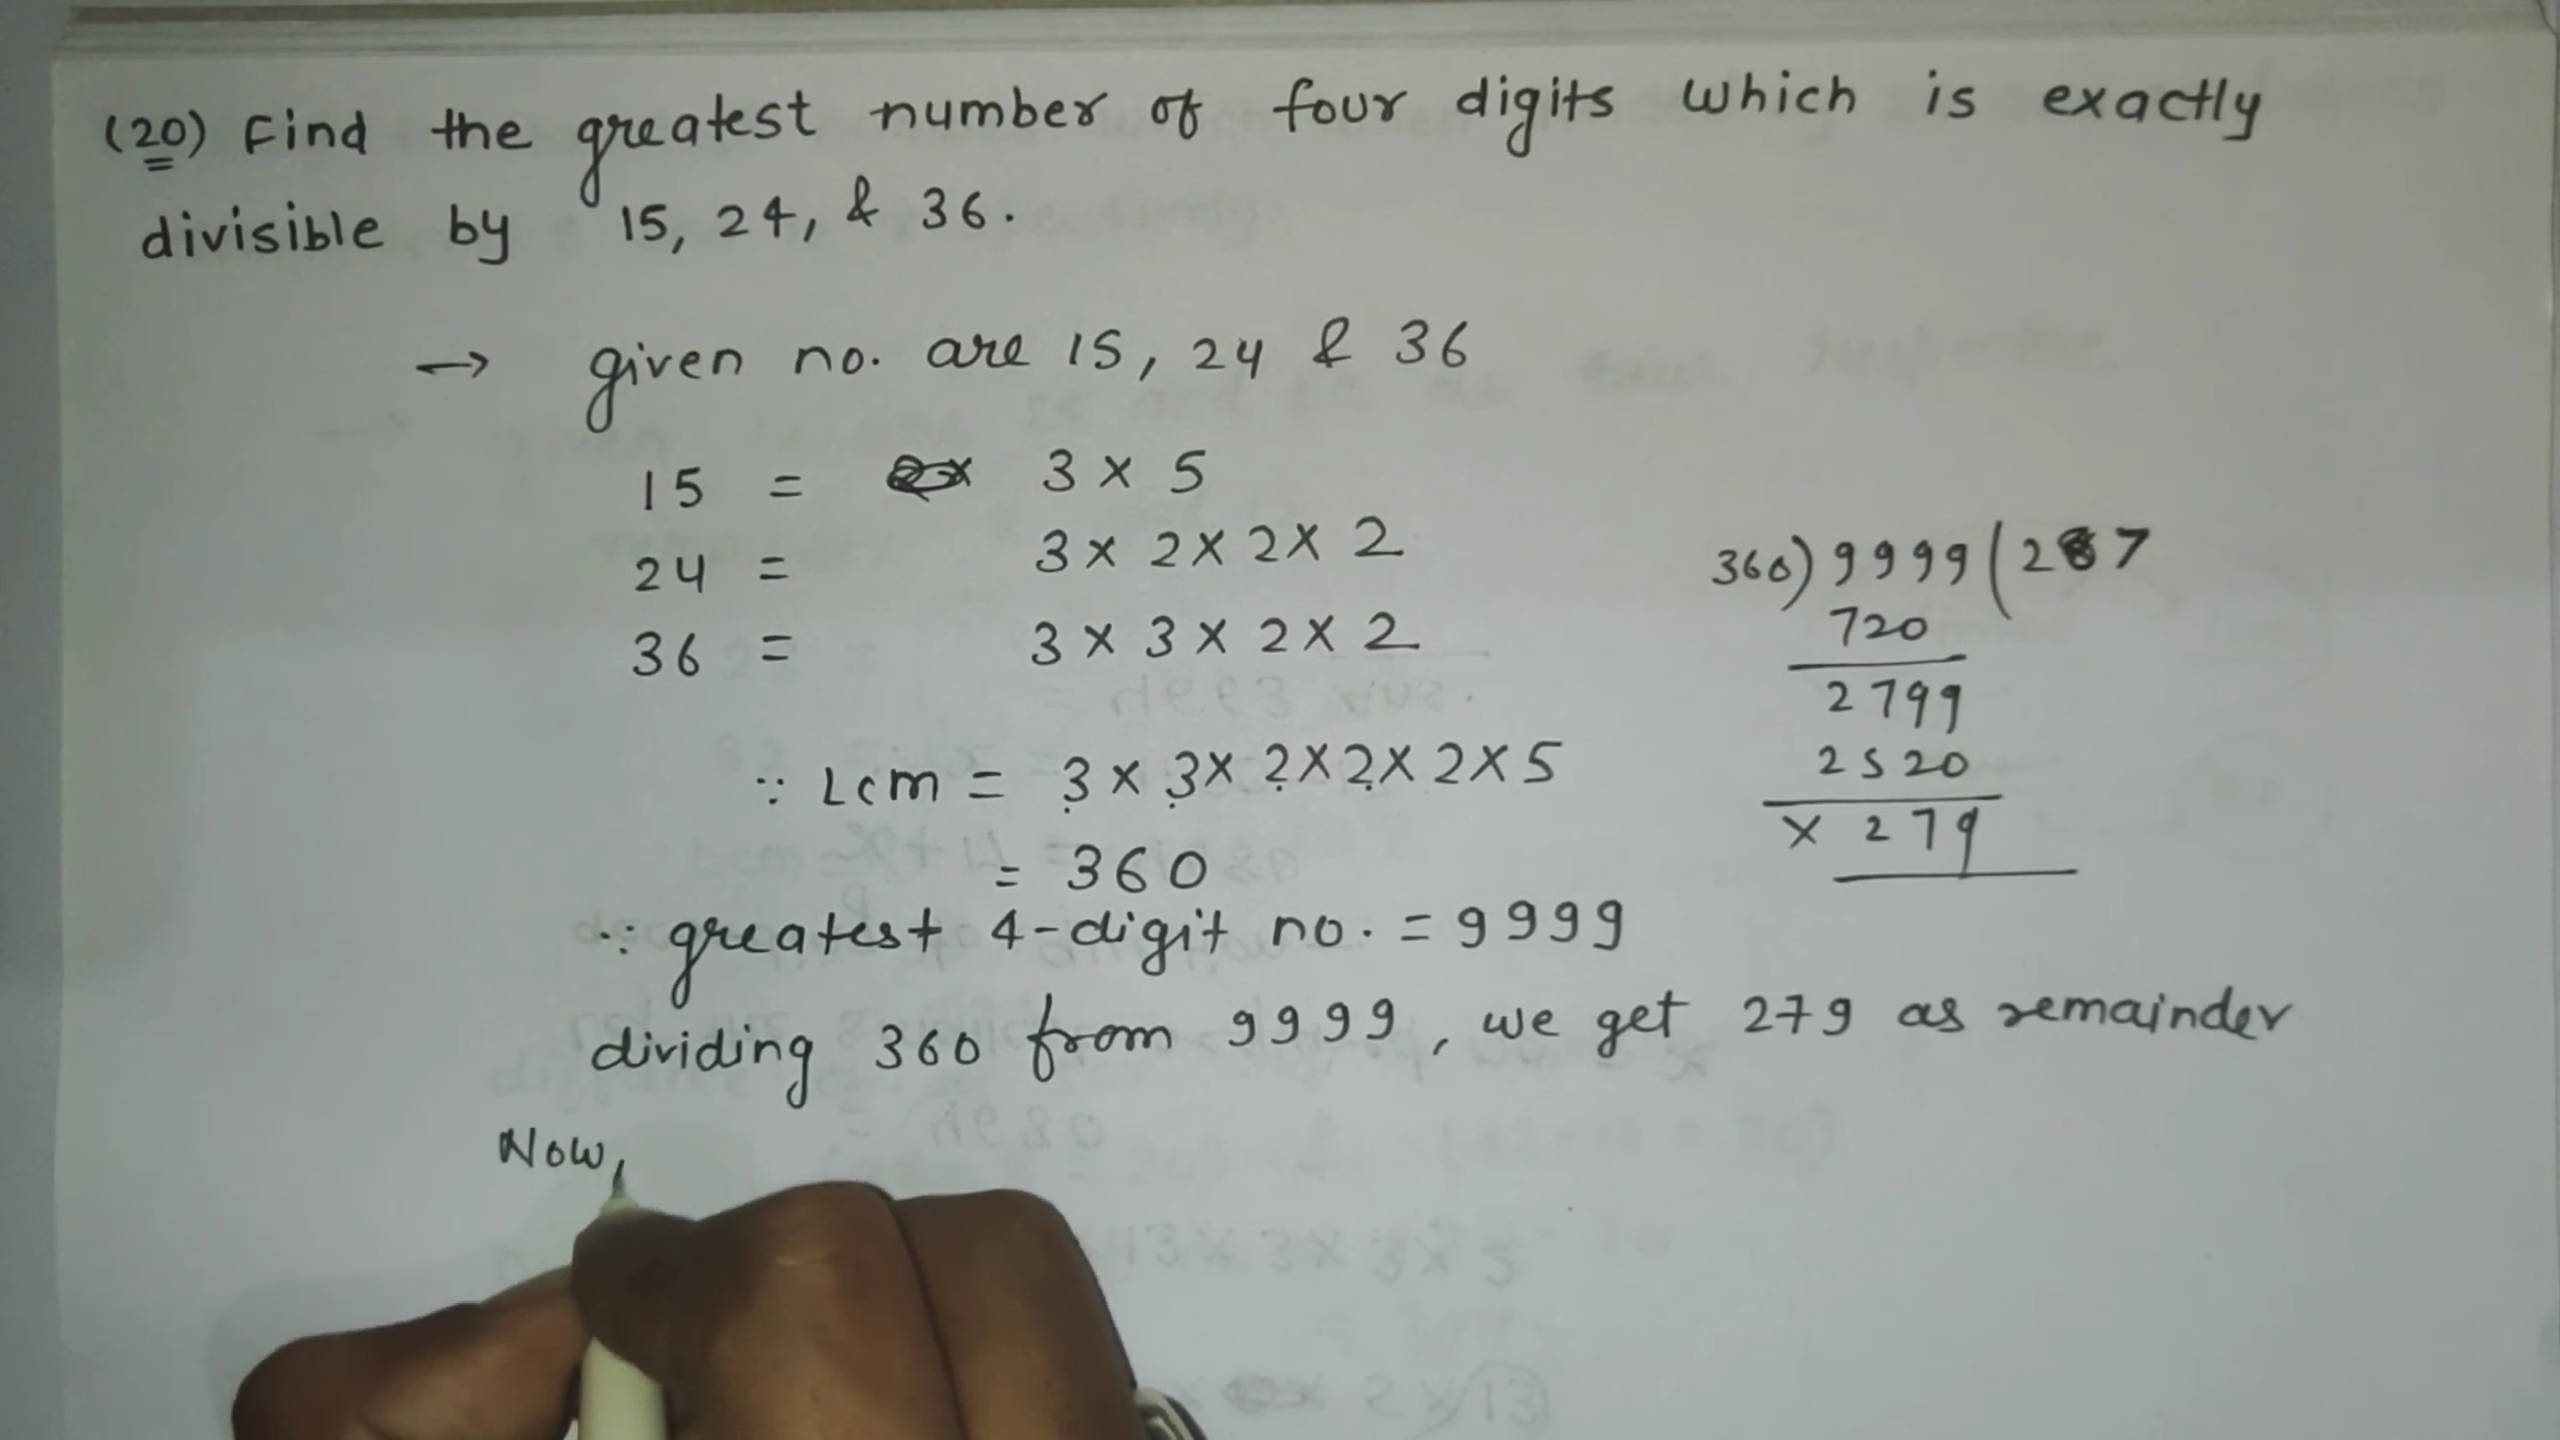 (20) Find the greatest number of four digits which is exactly
divisible by 15, 24, & 36.
→ given no. are 15, 24 & 36
15 = 3 × 5
24 = 3 × 2 × 2 × 2
36 = 3 × 3 × 2 × 2
∵ Lcm = 3 × 3 × 2 × 2 × 2 × 5
= 360
∵ greatest 4-digit no. = 9999
dividing 360 from 9999, we get 279 as remainder
Now,
360) 9999 ( 27
720
2799
2520
× 279